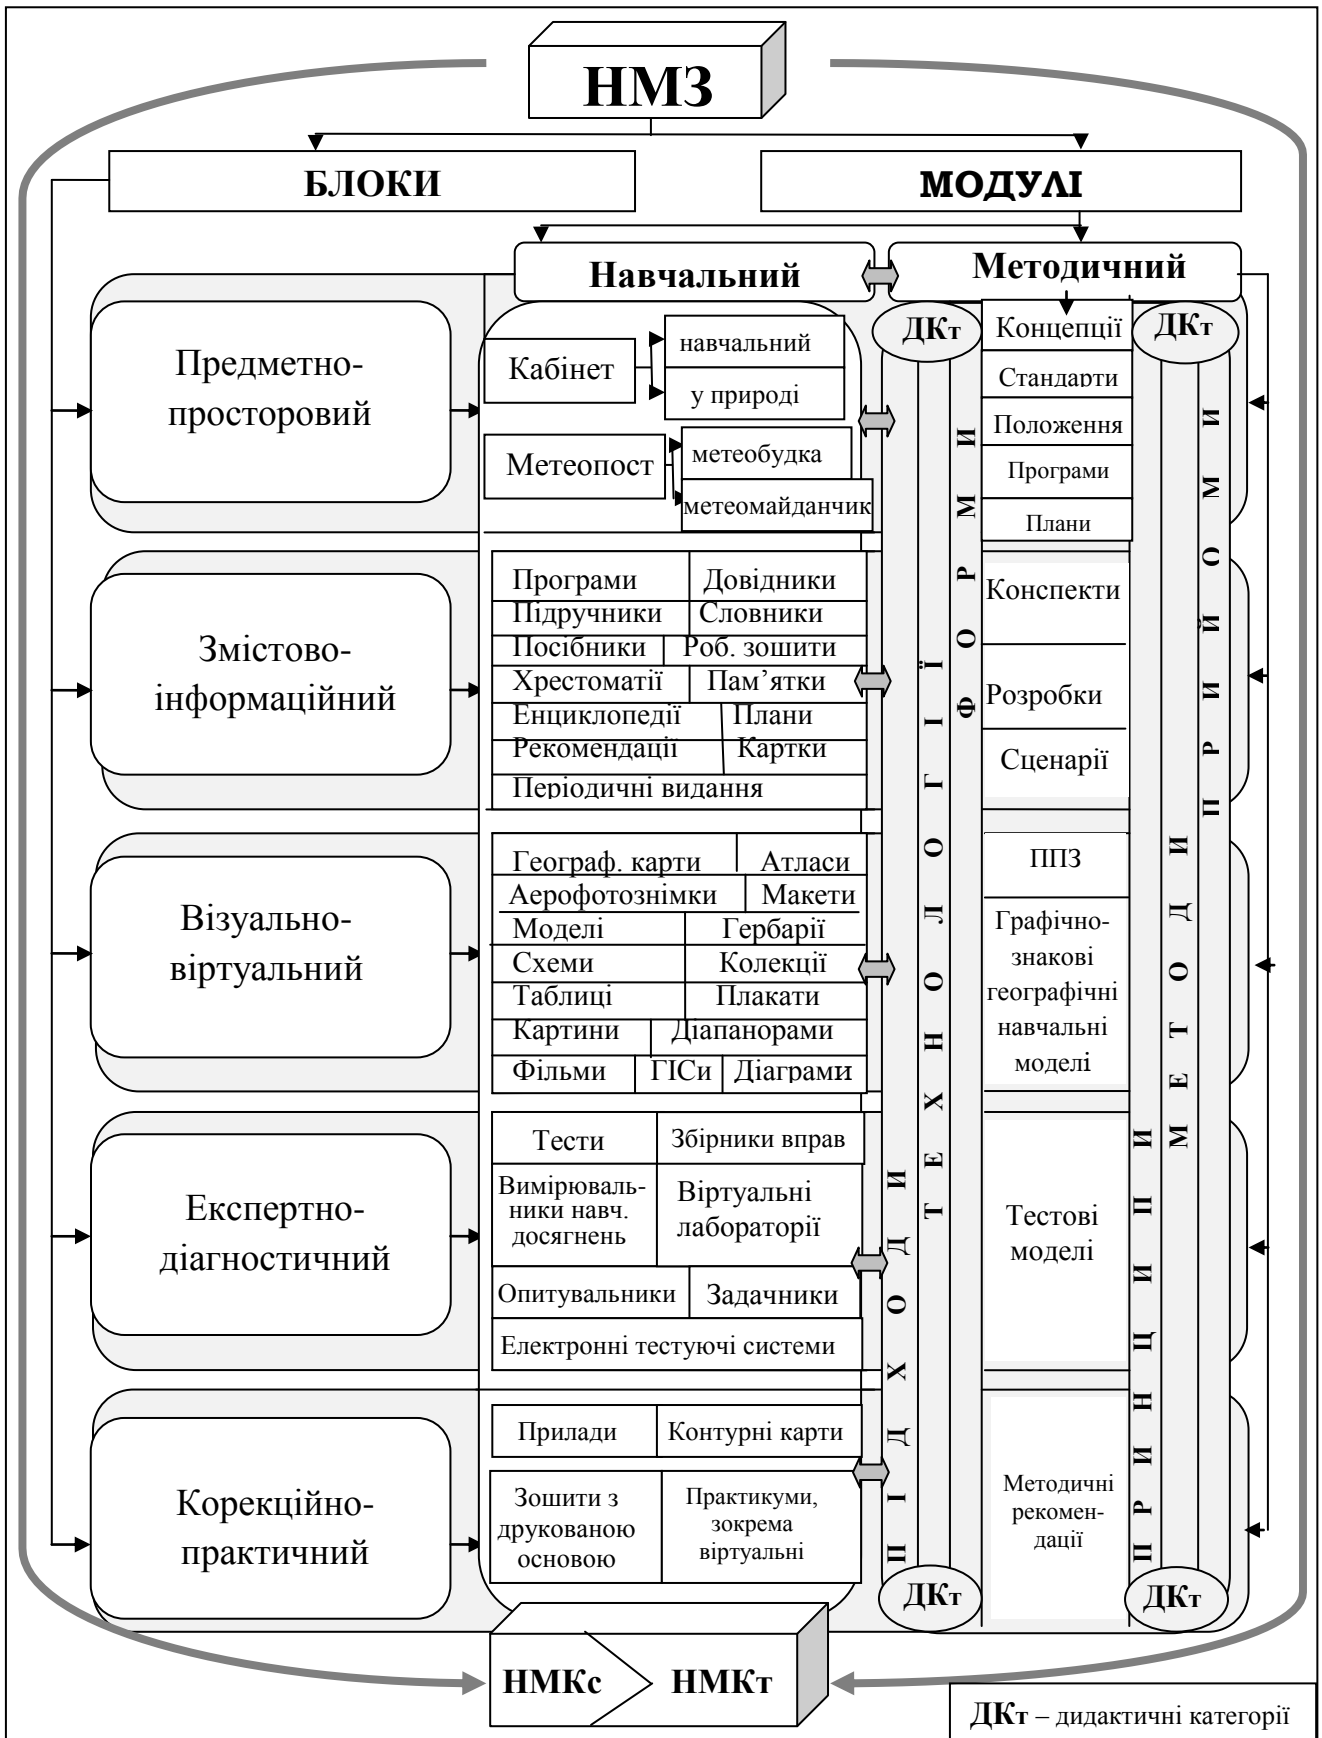 НМЗ
БЛОКИ
МОДУЛІ
Навчальний
Методичний
Предметно-
просторовий
Кабінет
навчальний
у природі
Метеопост
метеобудка
метеомайданчик
ДКт
Концепції
Стандарти
Положення
Програми
Плани
ДКт
Змістово-
інформаційний
Програми
Довідники
Підручники
Словники
Посібники
Роб. зошити
Хрестоматії
Пам’ятки
Енциклопедії
Плани
Рекомендації
Картки
Періодичні видання
Конспекти
Розробки
Сценарії
Візуально-
віртуальний
Географ. карти
Атласи
Аерофотознімки
Макети
Моделі
Гербарії
Схеми
Колекції
Таблиці
Плакати
Картини
Діапанорами
Фільми
ГІСи
Діаграми
ППЗ
Графічно-
знакові
географічні
навчальні
моделі
Експертно-
діагностичний
Тести
Збірники вправ
Вимірюваль-
ники навч.
досягнень
Віртуальні
лабораторії
Опитувальники
Задачники
Електронні тестуючі системи
Тестові
моделі
Корекційно-
практичний
Прилади
Контурні карти
Зошити з
друкованою
основою
Практикуми,
зокрема
віртуальні
Методичні
рекомен-
дації
ПІДХОДИ
ТЕХНОЛОГІЇ
ФОРМИ
ПРИНЦИПИ
МЕТОДИ
ПРИЙОМИ
ДКт
ДКт
НМКс
НМКт
ДКт – дидактичні категорії